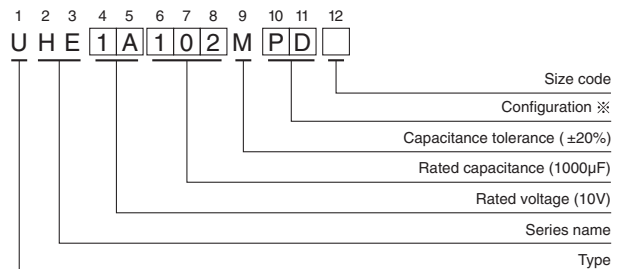 1 2 3 4 5 6 7 8 9 10 11 12
U H E 1 A 1 0 2 M P D
Size code
Configuration ※
Capacitance tolerance ( ±20%)
Rated capacitance (1000µF)
Rated voltage (10V)
Series name
Type